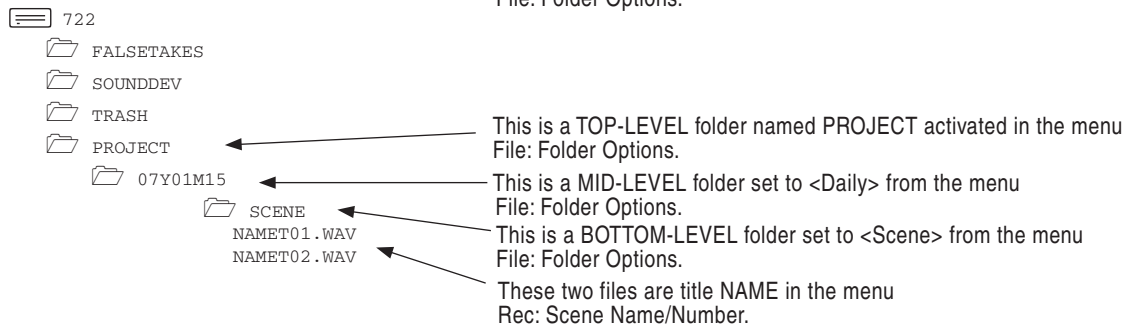 File: Folder Options.
722
FALSETAKES
SOUNDDEV
TRASH
PROJECT
This is a TOP-LEVEL folder named PROJECT activated in the menu
File: Folder Options.
07Y01M15
This is a MID-LEVEL folder set to <Daily> from the menu
File: Folder Options.
SCENE
NAMET01.WAV
NAMET02.WAV
This is a BOTTOM-LEVEL folder set to <Scene> from the menu
File: Folder Options.
These two files are title NAME in the menu
Rec: Scene Name/Number.